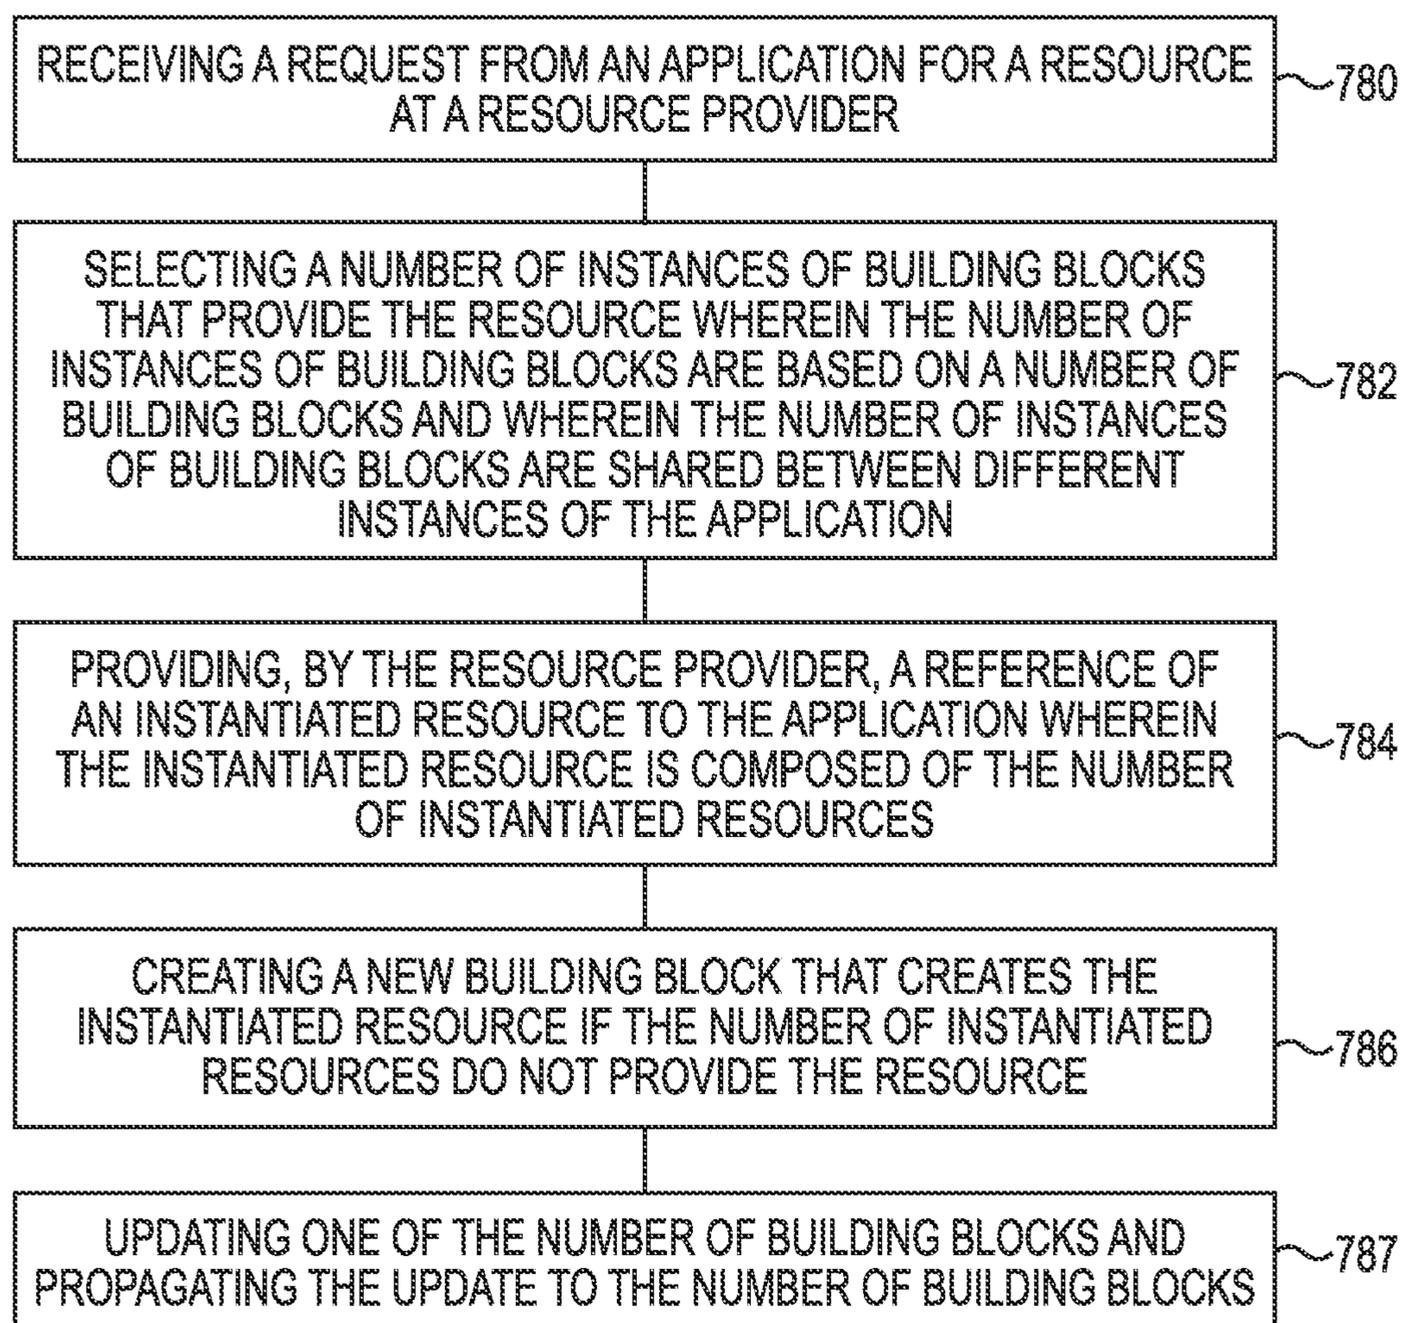 RECEIVING A REQUEST FROM AN APPLICATION FOR A RESOURCE
AT A RESOURCE PROVIDER
780
SELECTING A NUMBER OF INSTANCES OF BUILDING BLOCKS
THAT PROVIDE THE RESOURCE WHEREIN THE NUMBER OF
INSTANCES OF BUILDING BLOCKS ARE BASED ON A NUMBER OF
BUILDING BLOCKS AND WHEREIN THE NUMBER OF INSTANCES
OF BUILDING BLOCKS ARE SHARED BETWEEN DIFFERENT
INSTANCES OF THE APPLICATION
782
PROVIDING, BY THE RESOURCE PROVIDER, A REFERENCE OF
AN INSTANTIATED RESOURCE TO THE APPLICATION WHEREIN
THE INSTANTIATED RESOURCE IS COMPOSED OF THE NUMBER
OF INSTANTIATED RESOURCES
784
CREATING A NEW BUILDING BLOCK THAT CREATES THE
INSTANTIATED RESOURCE IF THE NUMBER OF INSTANTIATED
RESOURCES DO NOT PROVIDE THE RESOURCE
786
UPDATING ONE OF THE NUMBER OF BUILDING BLOCKS AND
PROPAGATING THE UPDATE TO THE NUMBER OF BUILDING BLOCKS
787